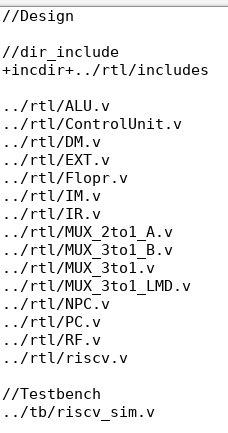 //Design
//dir_include
+incdir+../rtl/includes
../rtl/ALU.v
../rtl/ControlUnit.v
../rtl/DM.v
../rtl/EXT.v
../rtl/Flopr.v
../rtl/IM.v
../rtl/IR.v
../rtl/MUX_2to1_A.v
../rtl/MUX_3to1_B.v
../rtl/MUX_3to1.v
../rtl/MUX_3to1_LMD.v
../rtl/NPC.v
../rtl/PC.v
../rtl/RF.v
../rtl/riscv.v
//Testbench
../tb/riscv_sim.v